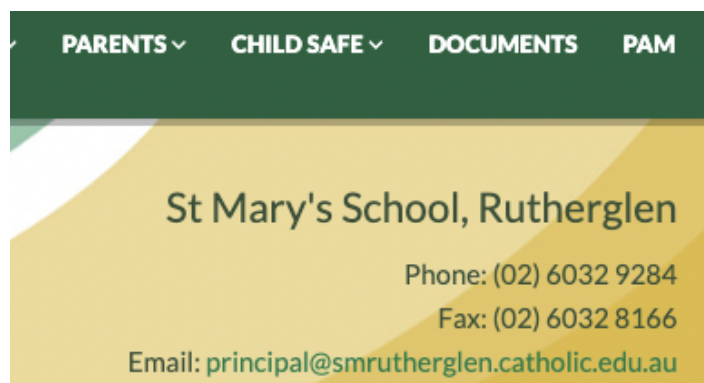 PARENTS CHILD SAFE DOCUMENTS PAM
St Mary's School, Rutherglen
Phone: (02) 6032 9284
Fax: (02) 6032 8166
Email: principal@smrutherglen.catholic.edu.au